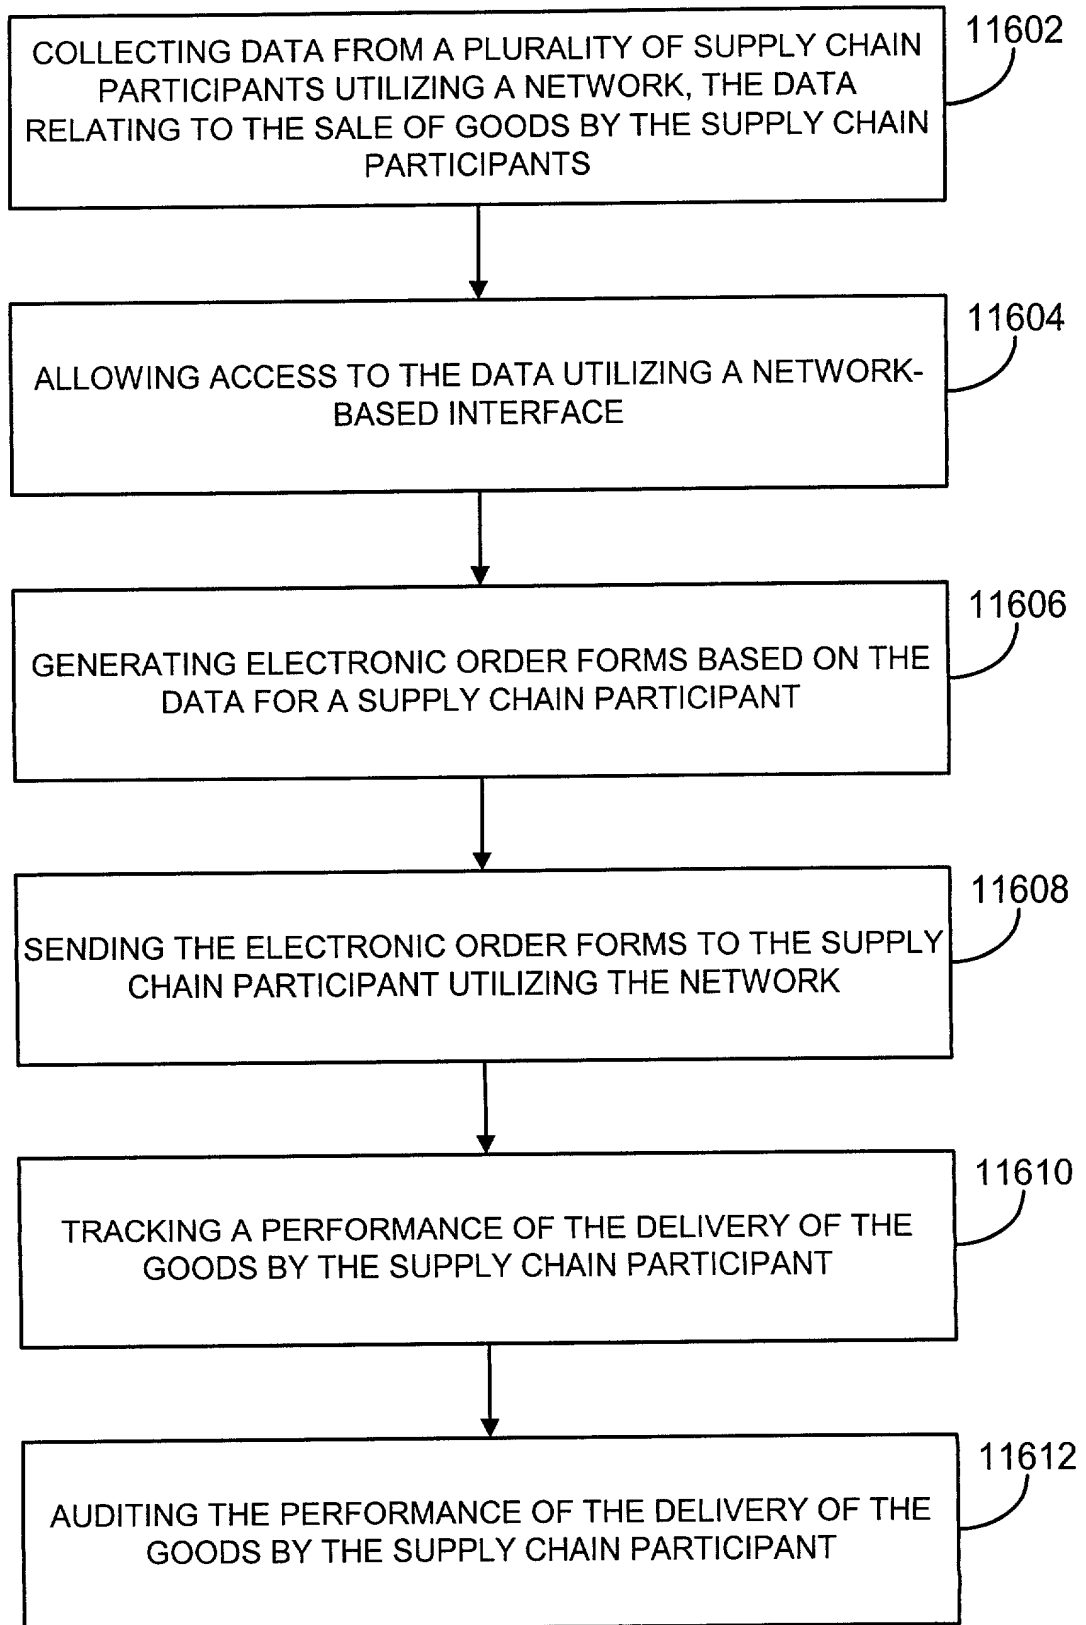 11602
COLLECTING DATA FROM A PLURALITY OF SUPPLY CHAIN
PARTICIPANTS UTILIZING A NETWORK, THE DATA
RELATING TO THE SALE OF GOODS BY THE SUPPLY CHAIN
PARTICIPANTS
11604
ALLOWING ACCESS TO THE DATA UTILIZING A NETWORK-
BASED INTERFACE
11606
GENERATING ELECTRONIC ORDER FORMS BASED ON THE
DATA FOR A SUPPLY CHAIN PARTICIPANT
11608
SENDING THE ELECTRONIC ORDER FORMS TO THE SUPPLY
CHAIN PARTICIPANT UTILIZING THE NETWORK
11610
TRACKING A PERFORMANCE OF THE DELIVERY OF THE
GOODS BY THE SUPPLY CHAIN PARTICIPANT
11612
AUDITING THE PERFORMANCE OF THE DELIVERY OF THE
GOODS BY THE SUPPLY CHAIN PARTICIPANT